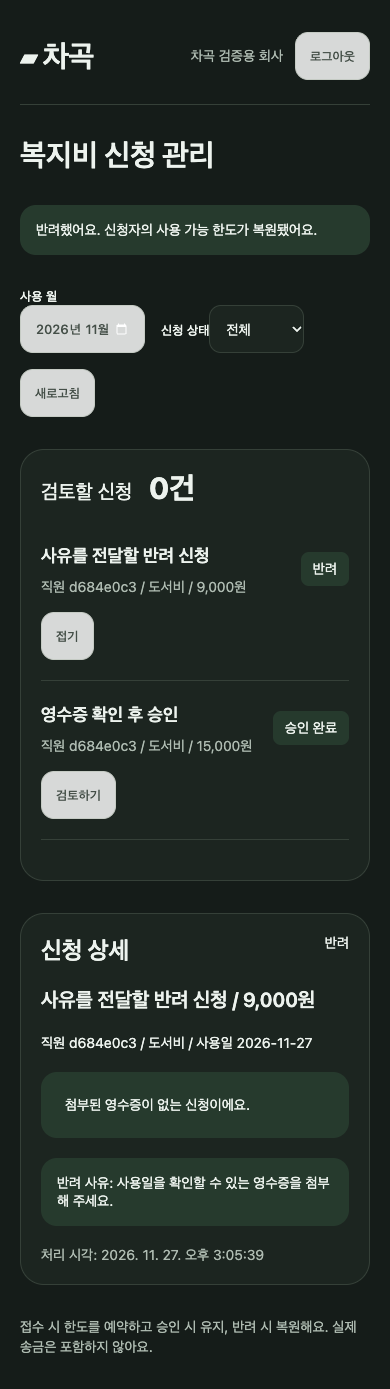 차곡
차곡 검증용 회사
로그아웃
복지비 신청 관리
반려했어요. 신청자의 사용 가능 한도가 복원됐어요.
사용 월
2026년 11월
신청 상태
전체
새로고침
검토할 신청 0건
사유를 전달할 반려 신청
반려
직원 d684e0c3 / 도서비 / 9,000원
접기
영수증 확인 후 승인
승인 완료
직원 d684e0c3 / 도서비 / 15,000원
검토하기
신청 상세
반려
사유를 전달할 반려 신청 / 9,000원
직원 d684e0c3 / 도서비 / 사용일 2026-11-27
첨부된 영수증이 없는 신청이에요.
반려 사유: 사용일을 확인할 수 있는 영수증을 첨부
해 주세요.
처리 시각: 2026. 11. 27. 오후 3:05:39
접수 시 한도를 예약하고 승인 시 유지, 반려 시 복원해요. 실제
송금은 포함하지 않아요.